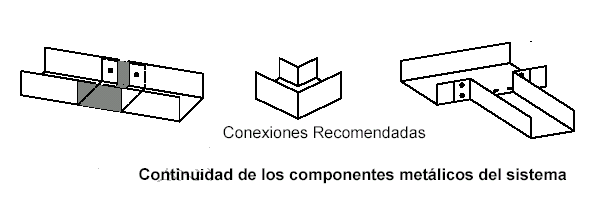 Conexiones Recomendadas
Continuidad de los componentes metálicos del sistema